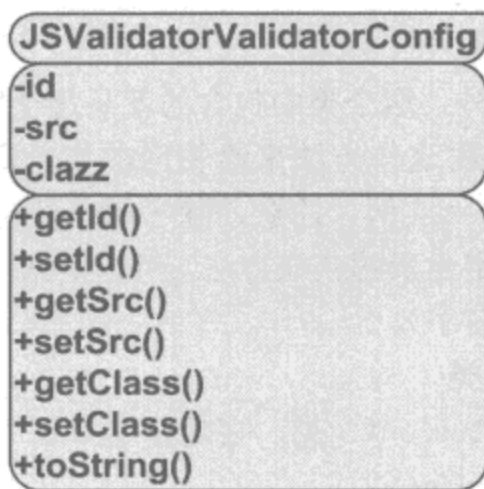 JSValidatorValidatorConfig
-id
-src
-clazz
+getId()
+setId()
+getSrc()
+setSrc()
+getClass()
+setClass()
+toString()